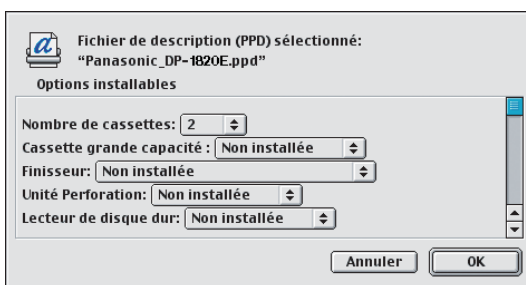 Fichier de description (PPD) sélectionné:
“Panasonic_DP-1820E.ppd”
Options installables
Nombre de cassettes: 2
Cassette grande capacité : Non installée
Finisseur: Non installée
Unité Perforation: Non installée
Lecteur de disque dur: Non installée
Annuler OK